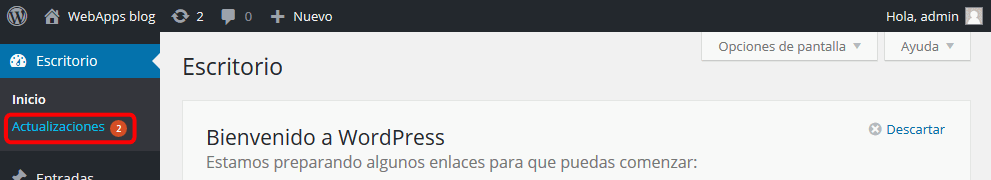 WebApps blog 2 0 + Nuevo Hola, admin
Escritorio
Opciones de pantalla Ayuda
Escritorio
Inicio
Actualizaciones 2
Bienvenido a WordPress
Descartar
Estamos preparando algunos enlaces para que puedas comenzar:
Entradas